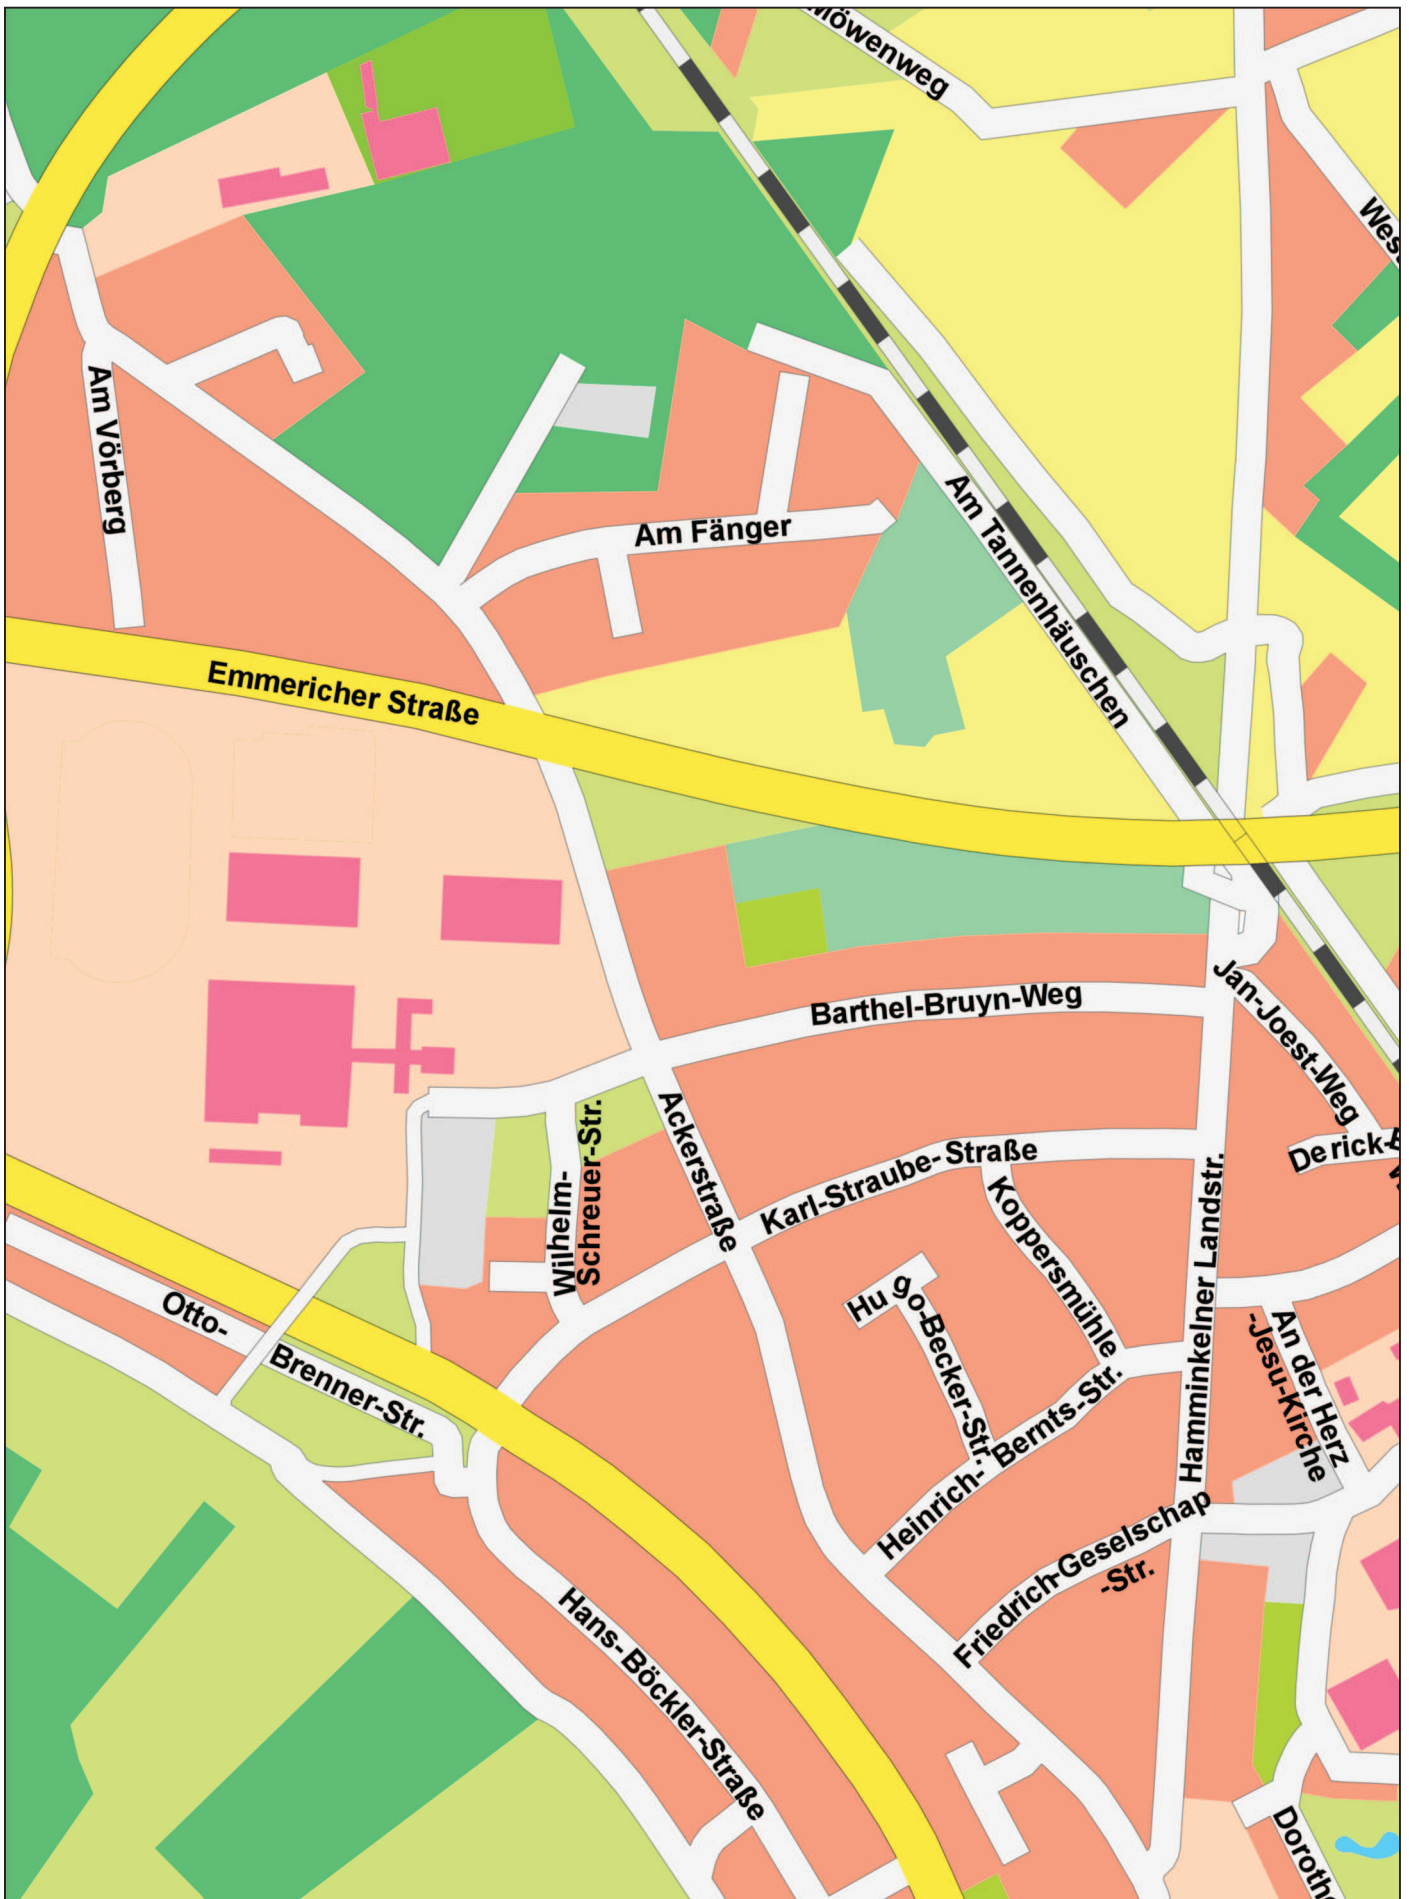 Möwenweg
Am Vörberg
Am Fänger
Am Tannenhäuschen
Emmericher Straße
Barthel-Bruyn-Weg
Jan-Joest-Weg
Ackerstraße
Wilhelm-
Schreuer-Str.
Karl-Straube-Straße
Koppersmühle
Hamminkelner Landstr.
Otto-
Brenner-Str.
Hugo-Becker-Str.
Heinrich-Bernts-Str.
An der Herz
-Jesu-Kirche
Friedrich-Geselschap
-Str.
Hans-Böckler-Straße